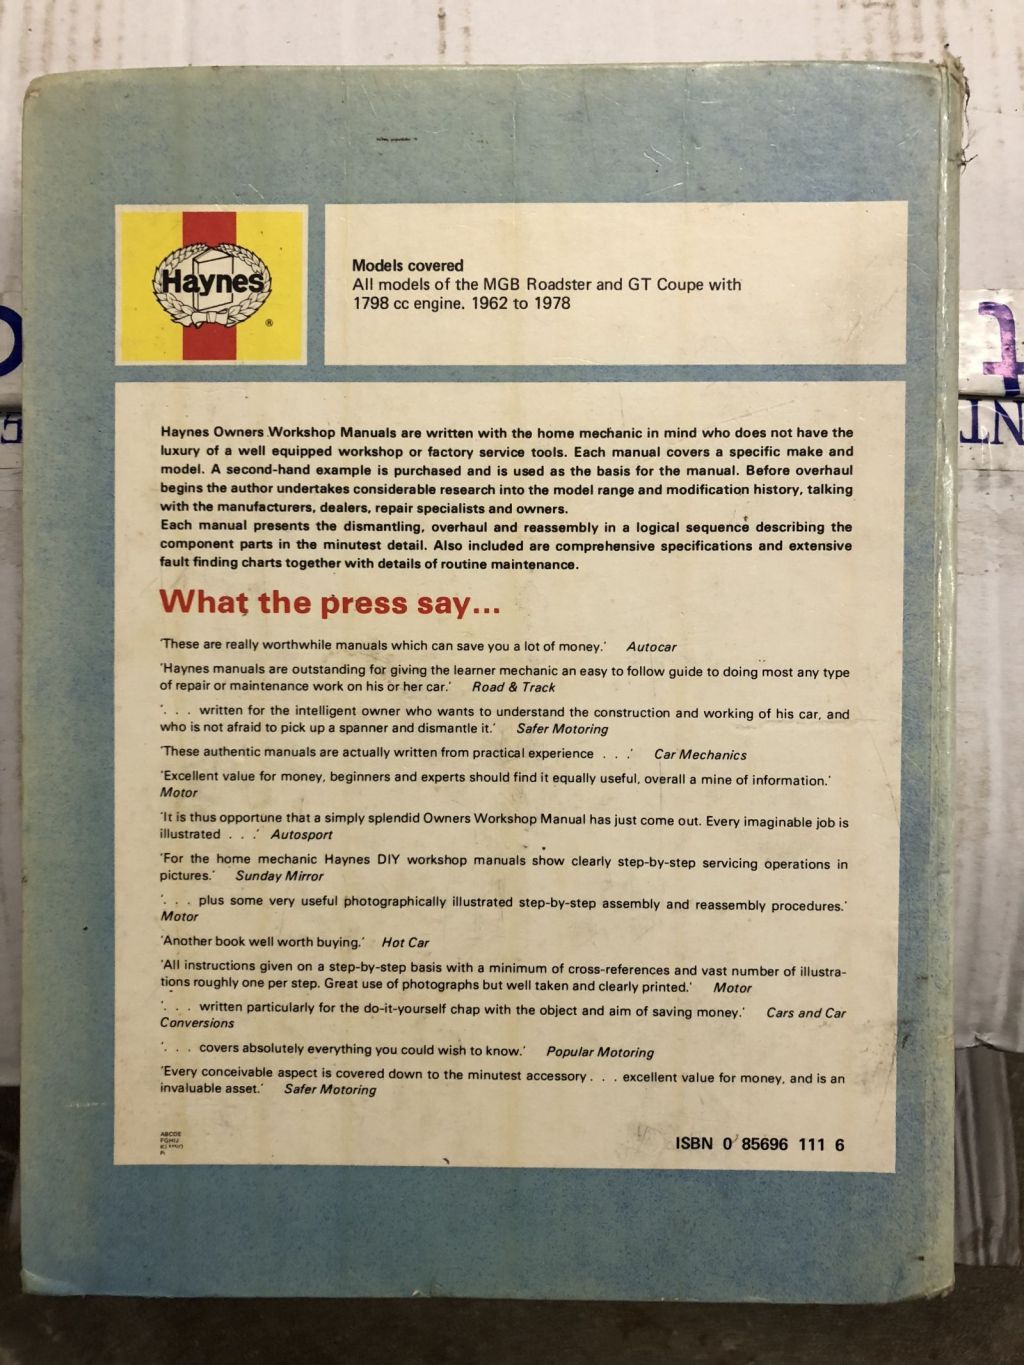 Haynes
®
Models covered
All models of the MGB Roadster and GT Coupe with
1798 cc engine. 1962 to 1978
Haynes Owners Workshop Manuals are written with the home mechanic in mind who does not have the
luxury of a well equipped workshop or factory service tools. Each manual covers a specific make and
model. A second-hand example is purchased and is used as the basis for the manual. Before overhaul
begins the author undertakes considerable research into the model range and modification history, talking
with the manufacturers, dealers, repair specialists and owners.
Each manual presents the dismantling, overhaul and reassembly in a logical sequence describing the
component parts in the minutest detail. Also included are comprehensive specifications and extensive
fault finding charts together with details of routine maintenance.
What the press say...
'These are really worthwhile manuals which can save you a lot of money.' Autocar
'Haynes manuals are outstanding for giving the learner mechanic an easy to follow guide to doing most any type
of repair or maintenance work on his or her car.' Road & Track
'. . . written for the intelligent owner who wants to understand the construction and working of his car, and
who is not afraid to pick up a spanner and dismantle it.' Safer Motoring
'These authentic manuals are actually written from practical experience . . .' Car Mechanics
'Excellent value for money, beginners and experts should find it equally useful, overall a mine of information.'
Motor
'It is thus opportune that a simply splendid Owners Workshop Manual has just come out. Every imaginable job is
illustrated . . .' Autosport
'For the home mechanic Haynes DIY workshop manuals show clearly step-by-step servicing operations in
pictures.' Sunday Mirror
'. . . plus some very useful photographically illustrated step-by-step assembly and reassembly procedures.'
Motor
'Another book well worth buying.' Hot Car
'All instructions given on a step-by-step basis with a minimum of cross-references and vast number of illustra-
tions roughly one per step. Great use of photographs but well taken and clearly printed.' Motor
'. . . written particularly for the do-it-yourself chap with the object and aim of saving money.' Cars and Car
Conversions
'. . . covers absolutely everything you could wish to know.' Popular Motoring
'Every conceivable aspect is covered down to the minutest accessory . . . excellent value for money, and is an
invaluable asset.' Safer Motoring
ABCDE
FGHIJ
ISBN 0 85696 111 6